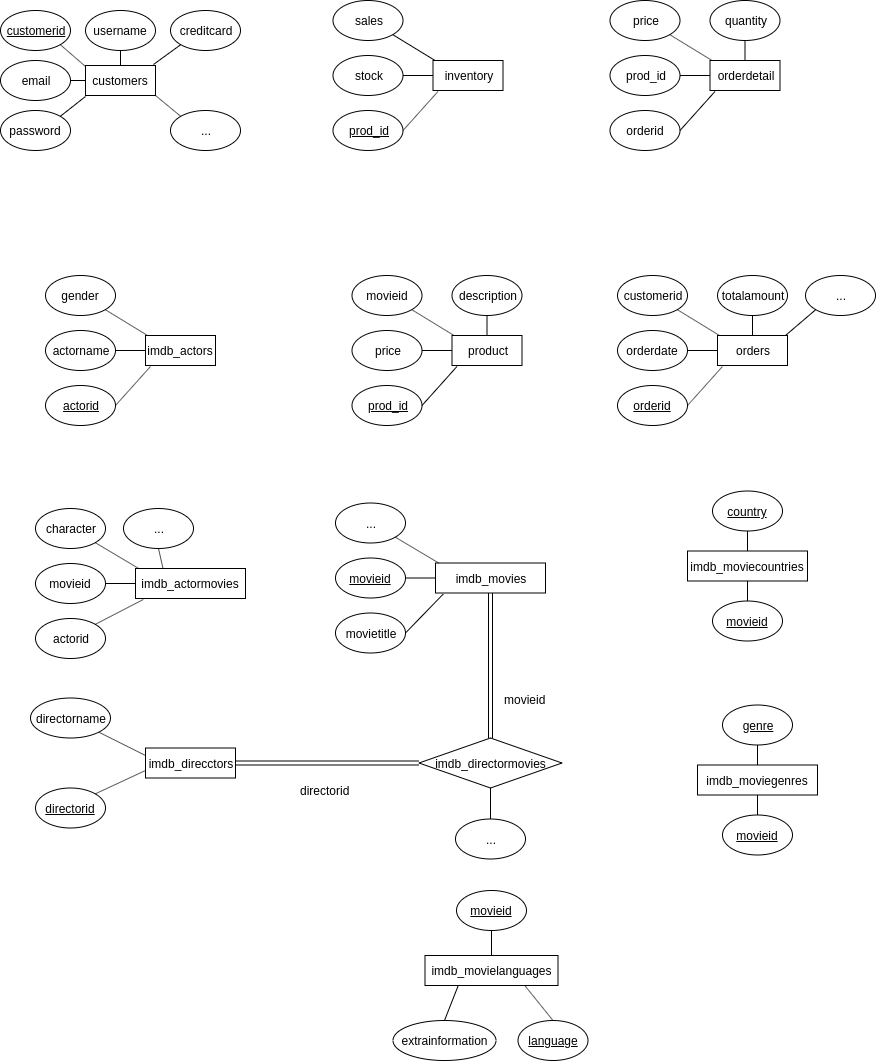 customerid
username
creditcard
email
customers
password
...
sales
stock
inventory
prod_id
price
quantity
prod_id
orderdetail
orderid
gender
actorname
imdb_actors
actorid
movieid
description
price
product
prod_id
customerid
totalamount
...
orderdate
orders
orderid
character
...
movieid
imdb_actormovies
actorid
...
movieid
imdb_movies
movietitle
country
imdb_moviecountries
movieid
directorname
imdb_direcctors
directorid
directorid
movieid
imdb_directormovies
...
genre
imdb_moviegenres
movieid
movieid
imdb_movielanguages
extrainformation
language